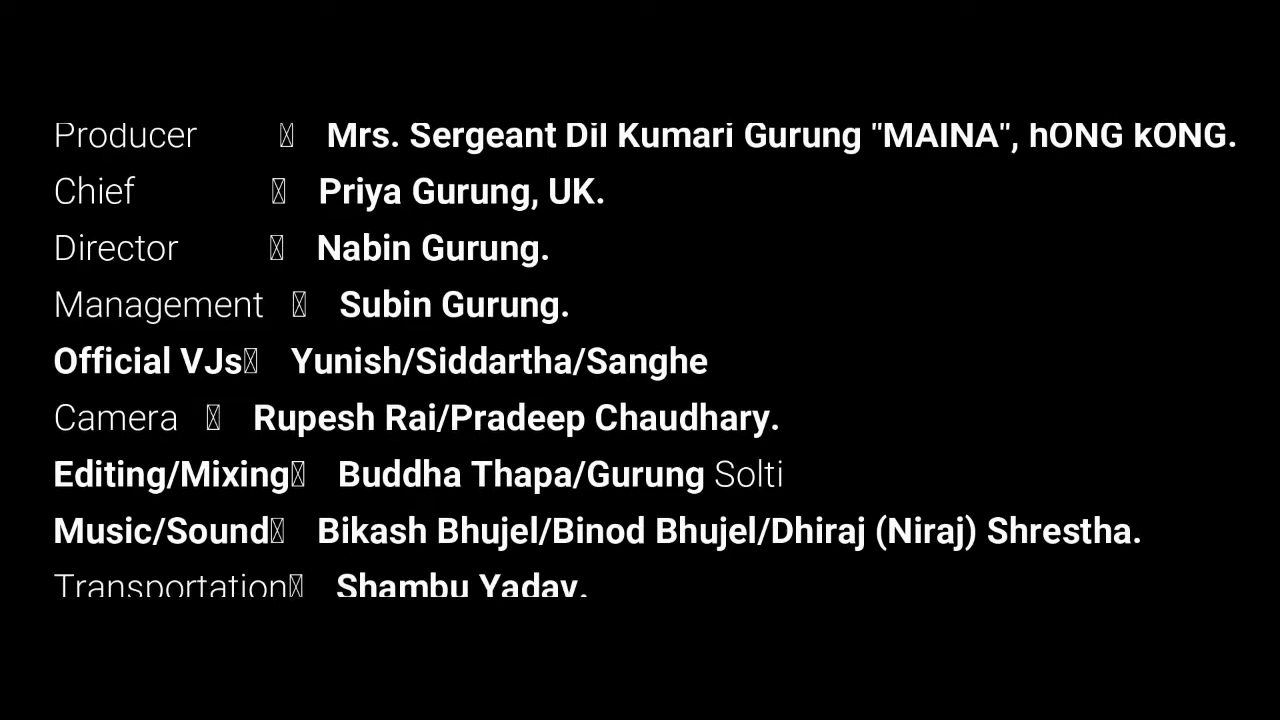 Producer Mrs. Sergeant Dil Kumari Gurung "MAINA", hONG kONG.
Chief Priya Gurung, UK.
Director Nabin Gurung.
Management Subin Gurung.
Official VJs Yunish/Siddartha/Sanghe
Camera Rupesh Rai/Pradeep Chaudhary.
Editing/Mixing Buddha Thapa/Gurung Solti
Music/Sound Bikash Bhujel/Binod Bhujel/Dhiraj (Niraj) Shrestha.
Transportation Shambu Yadav.